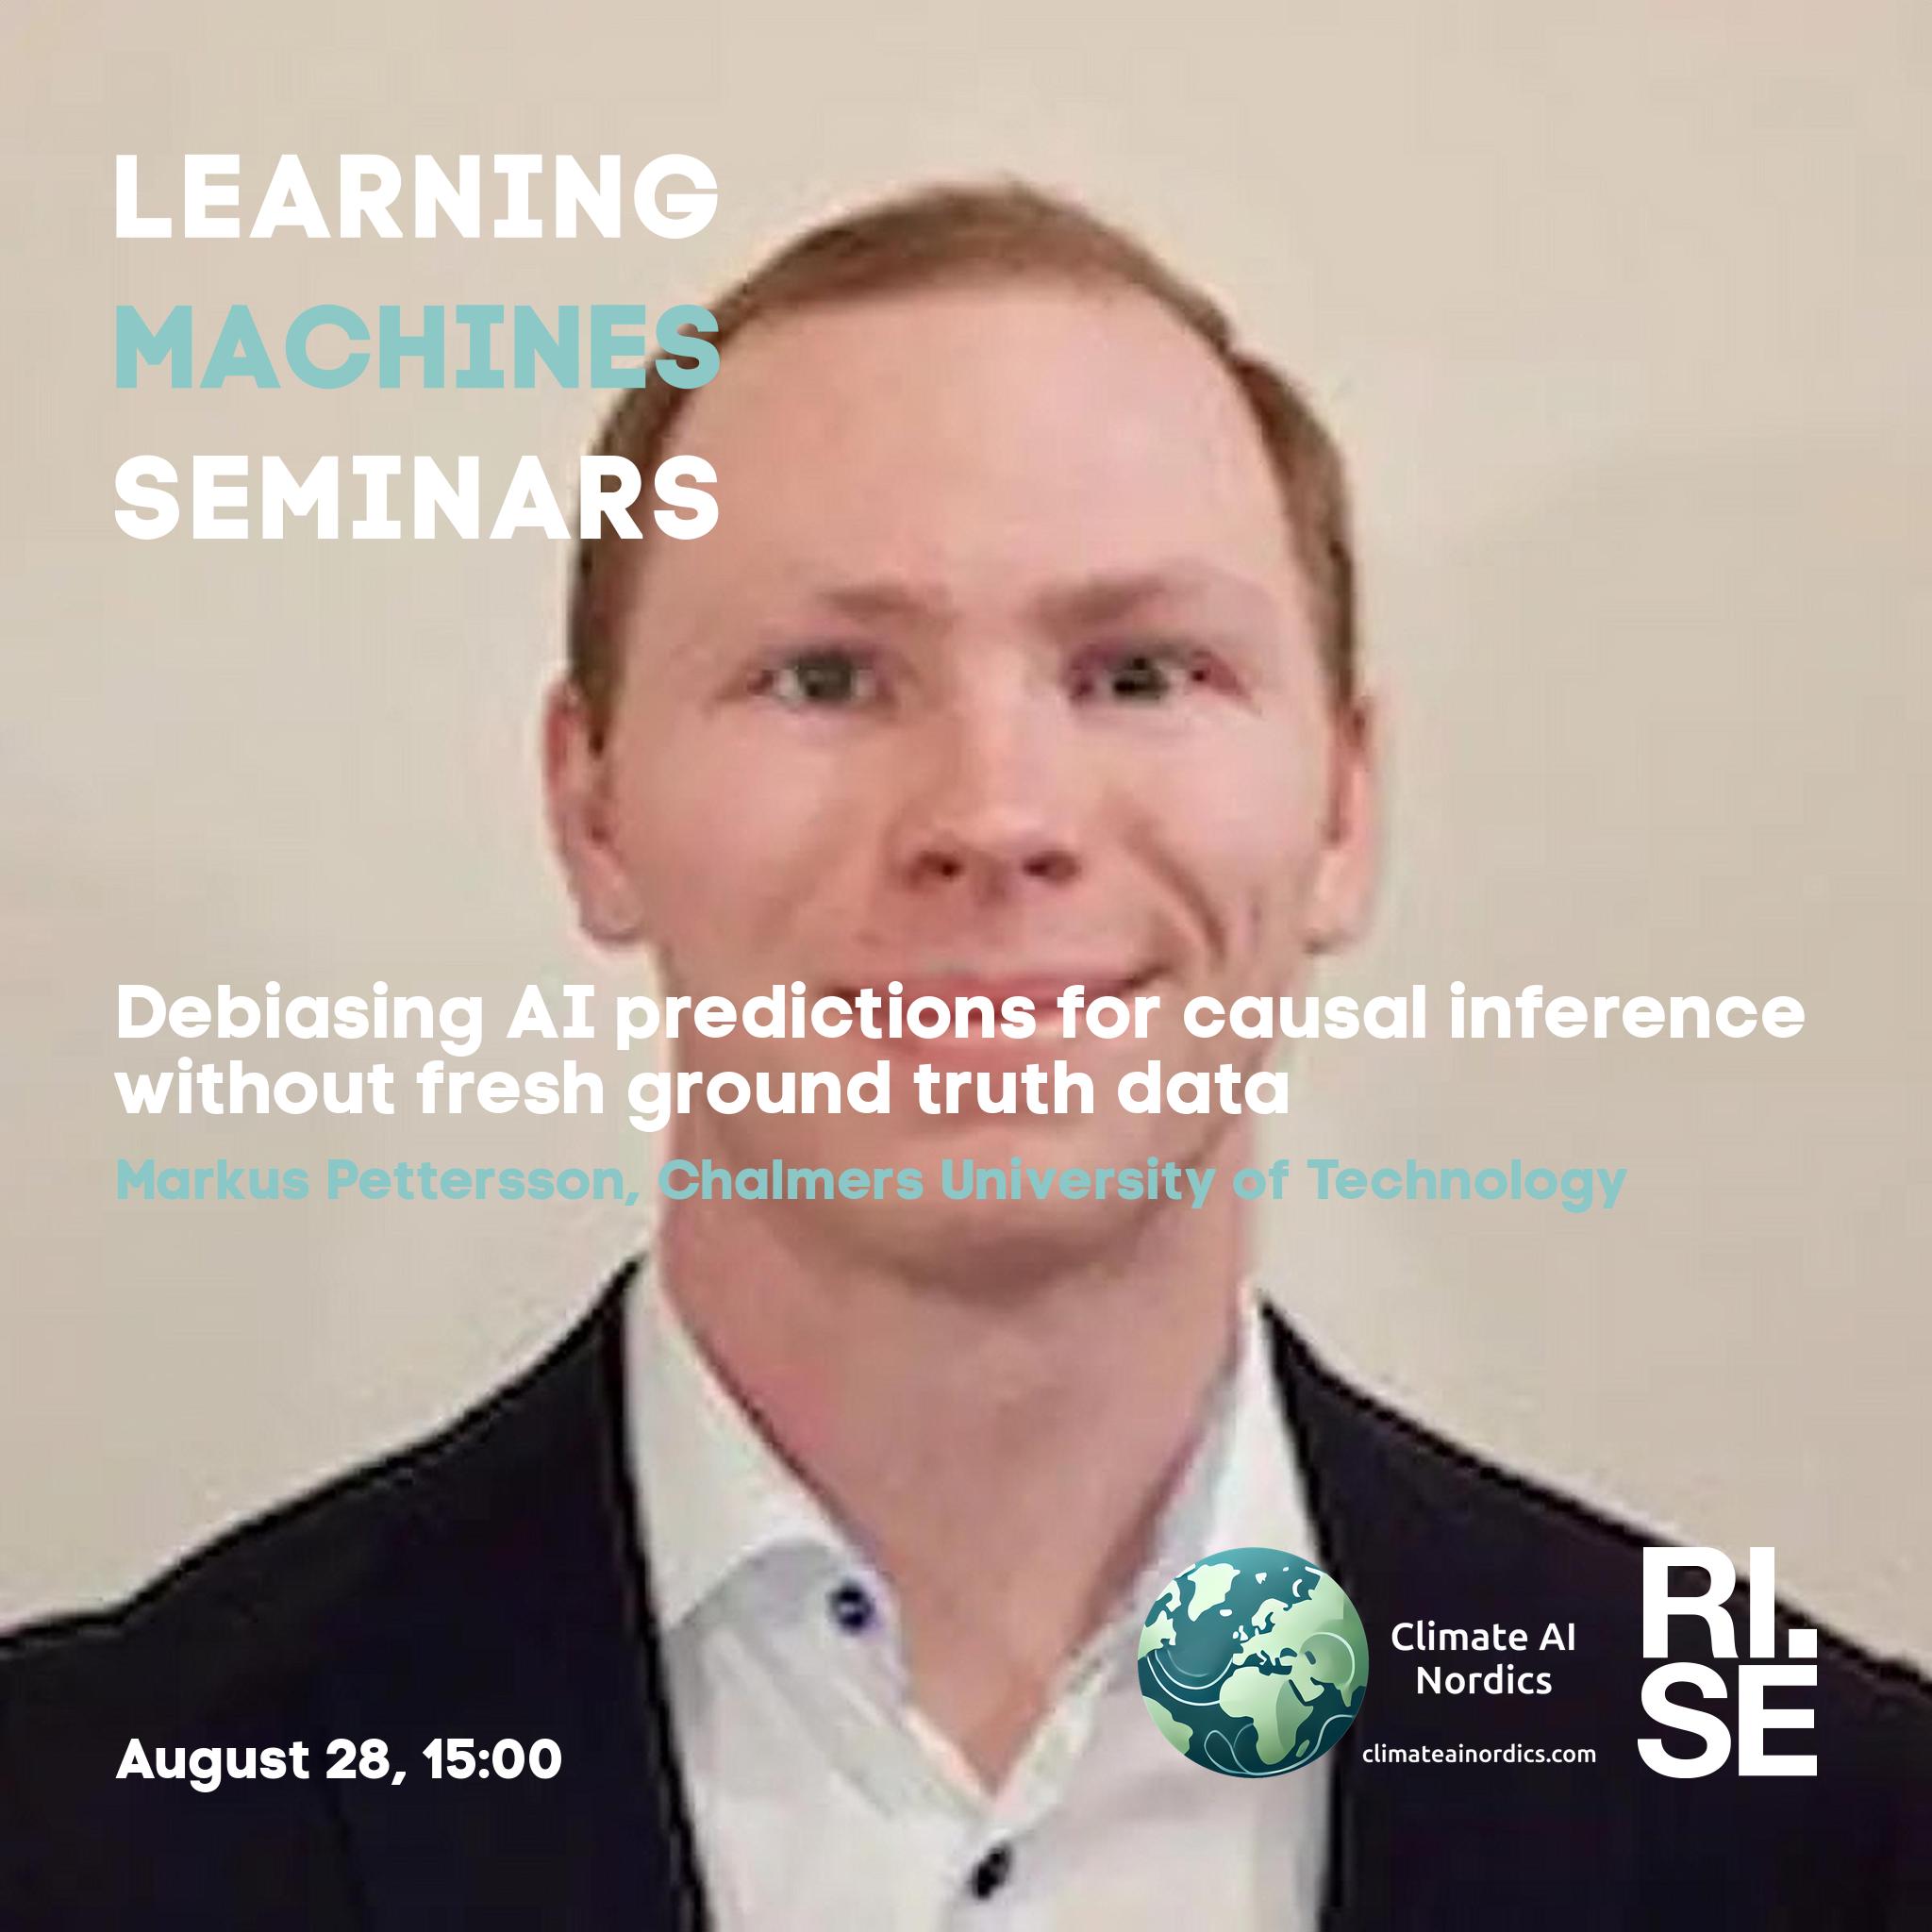 LEARNING
MACHINES
SEMINARS
Debiasing AI predictions for causal inference
without fresh ground truth data
Markus Pettersson, Chalmers University of Technology
August 28, 15:00
Climate AI
Nordics
climateainordics.com
RI.
SE